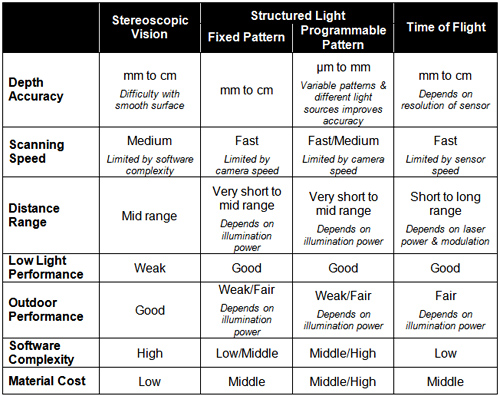 Stereoscopic
Vision
Structured Light
Fixed Pattern
Programmable
Pattern
Time of Flight
Depth
Accuracy
mm to cm
Difficulty with
smooth surface
mm to cm
μm to mm
Variable patterns &
different light
sources improves
accuracy
mm to cm
Depends on
resolution of sensor
Scanning
Speed
Medium
Limited by software
complexity
Fast
Limited by
camera speed
Fast/Medium
Limited by camera
speed
Fast
Limited by sensor
speed
Distance
Range
Mid range
Very short to
mid range
Depends on
illumination
power
Very short to
mid range
Depends on
illumination power
Short to long
range
Depends on laser
power & modulation
Low Light
Performance
Weak
Good
Good
Good
Outdoor
Performance
Good
Weak/Fair
Depends on
illumination
power
Weak/Fair
Depends on
illumination power
Fair
Depends on
illumination power
Software
Complexity
High
Low/Middle
Middle/High
Low
Material Cost
Low
Middle
Middle/High
Middle